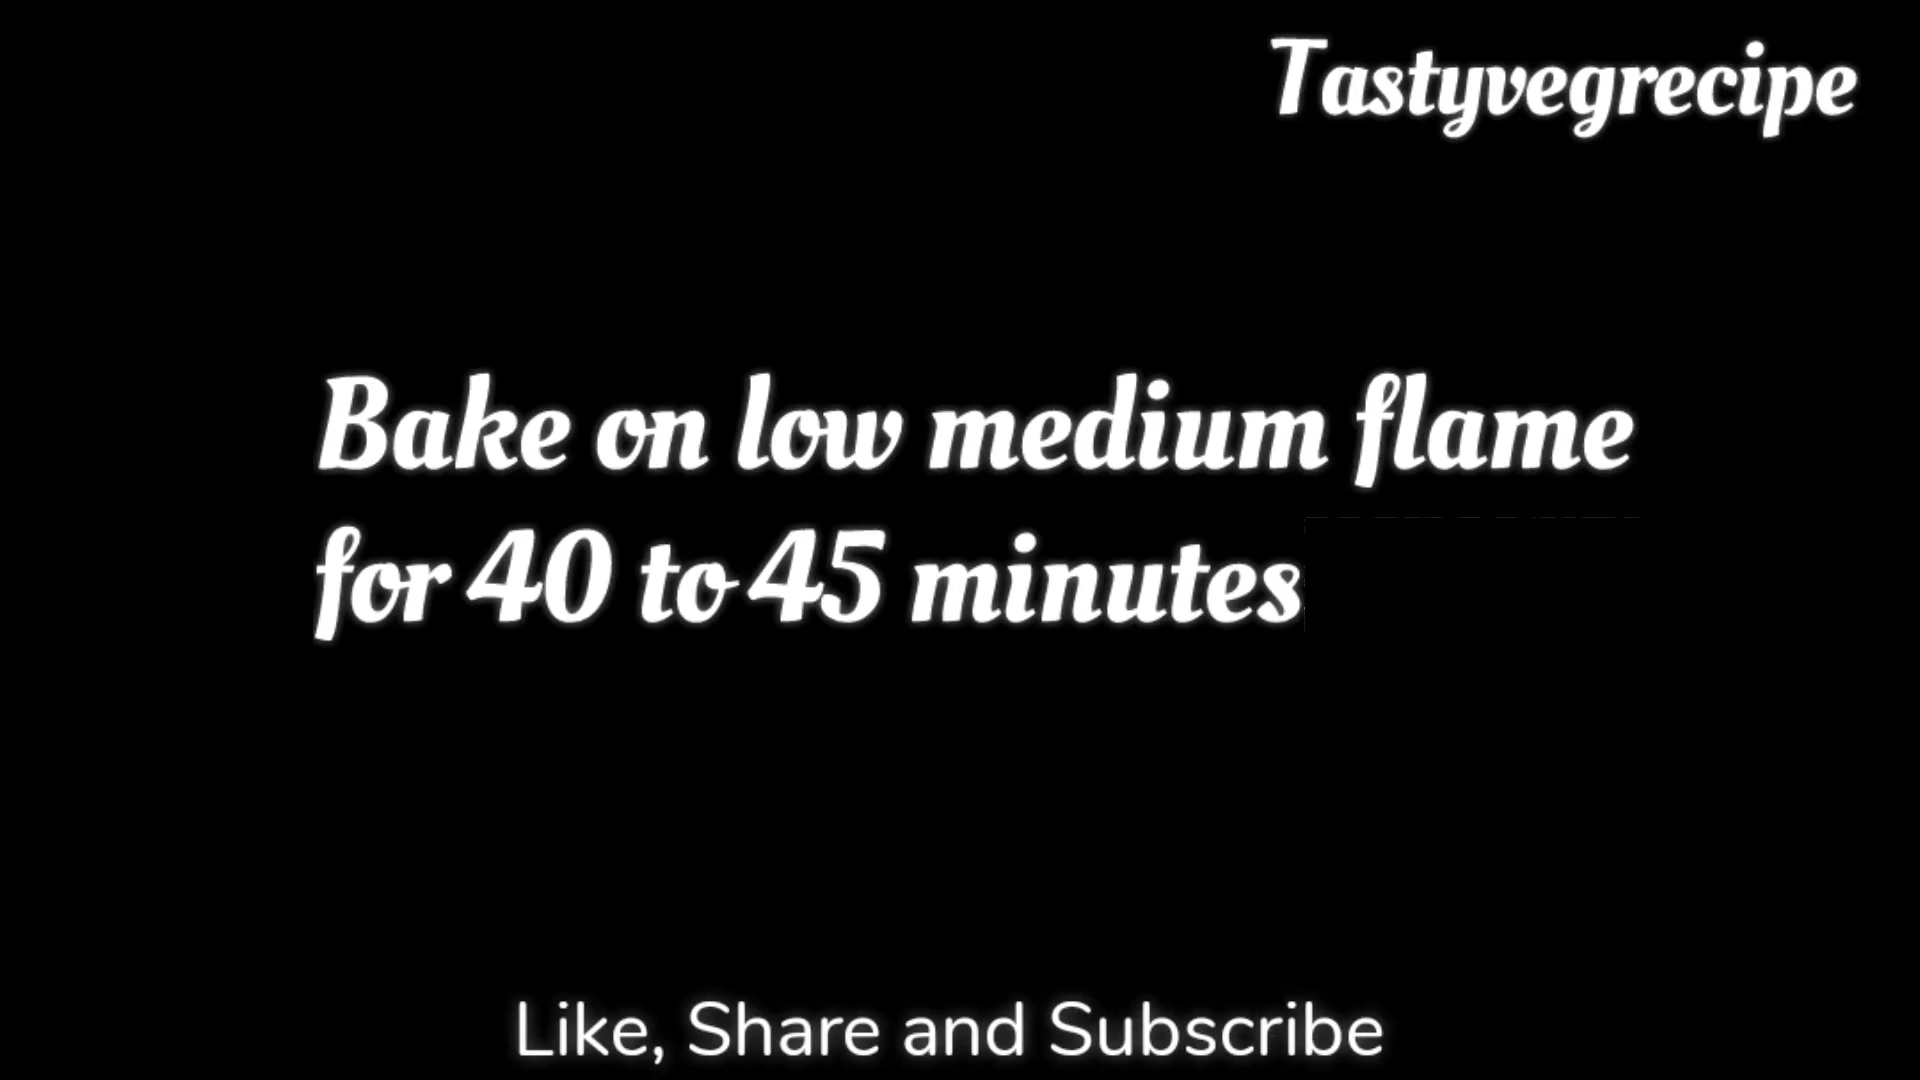 Tastyvegrecipe
Bake on low medium flame
for 40 to 45 minutes
Like, Share and Subscribe